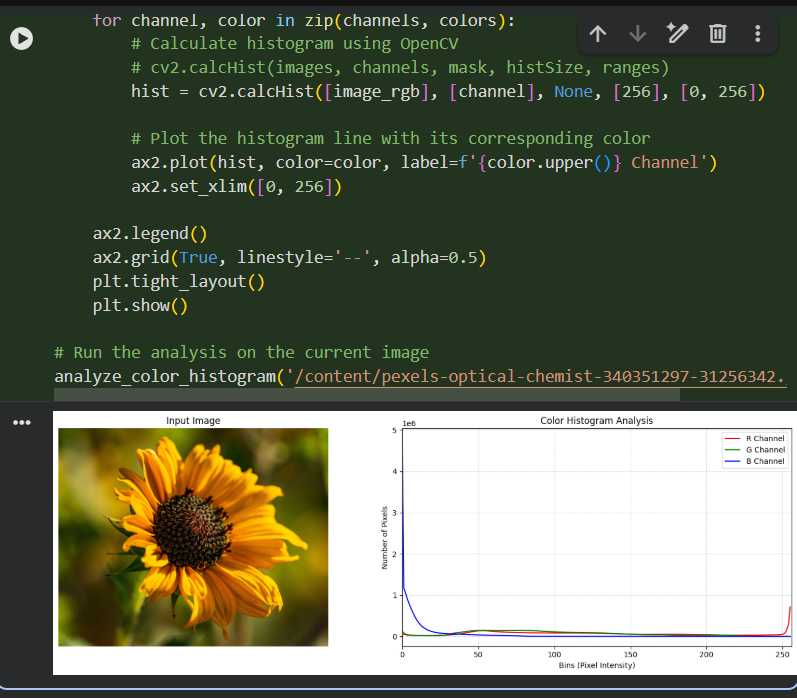 for channel, color in zip(channels, colors):
# Calculate histogram using OpenCV
# cv2.calcHist(images, channels, mask, histSize, ranges)
hist = cv2.calcHist([image_rgb], [channel], None, [256], [0, 256])
# Plot the histogram line with its corresponding color
ax2.plot(hist, color=color, label=f'{color.upper()} Channel')
ax2.set_xlim([0, 256])
ax2.legend()
ax2.grid(True, linestyle='--', alpha=0.5)
plt.tight_layout()
plt.show()
# Run the analysis on the current image
analyze_color_histogram('/content/pexels-optical-chemist-340351297-31256342.
Input Image
Color Histogram Analysis
1e6
R Channel
G Channel
B Channel
Number of Pixels
5
4
3
2
1
0
0 50 100 150 200 250
Bins (Pixel Intensity)